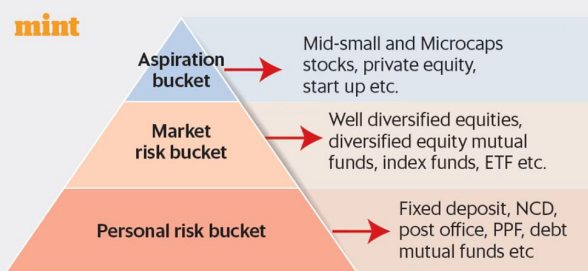 mint
Aspiration
bucket
Mid-small and Microcaps
stocks, private equity,
start up etc.
Market
risk bucket
Well diversified equities,
diversified equity mutual
funds, index funds, ETF etc.
Personal risk bucket
Fixed deposit, NCD,
post office, PPF, debt
mutual funds etc